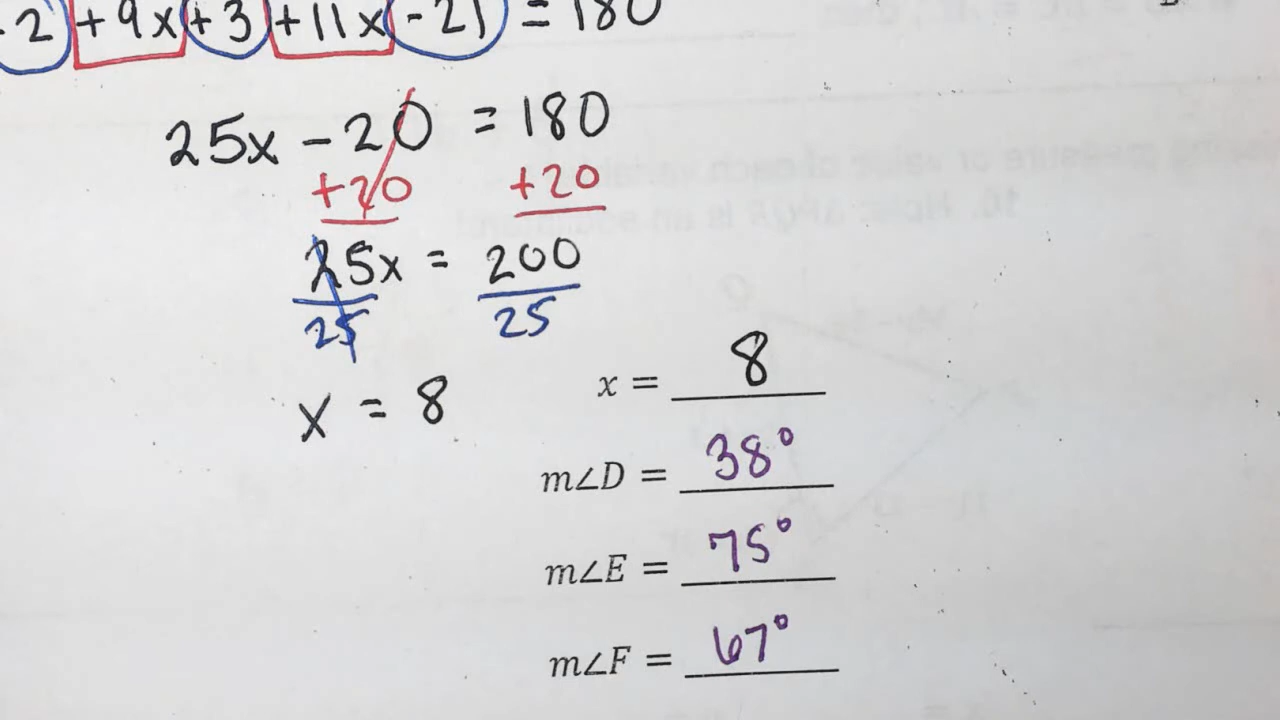 2 + 9x + 3 + 11x - 21 = 180
25x - 20 = 180
+20 +20
25x = 200
25 25
x = 8
x = 8
m∠D = 38°
m∠E = 75°
m∠F = 67°